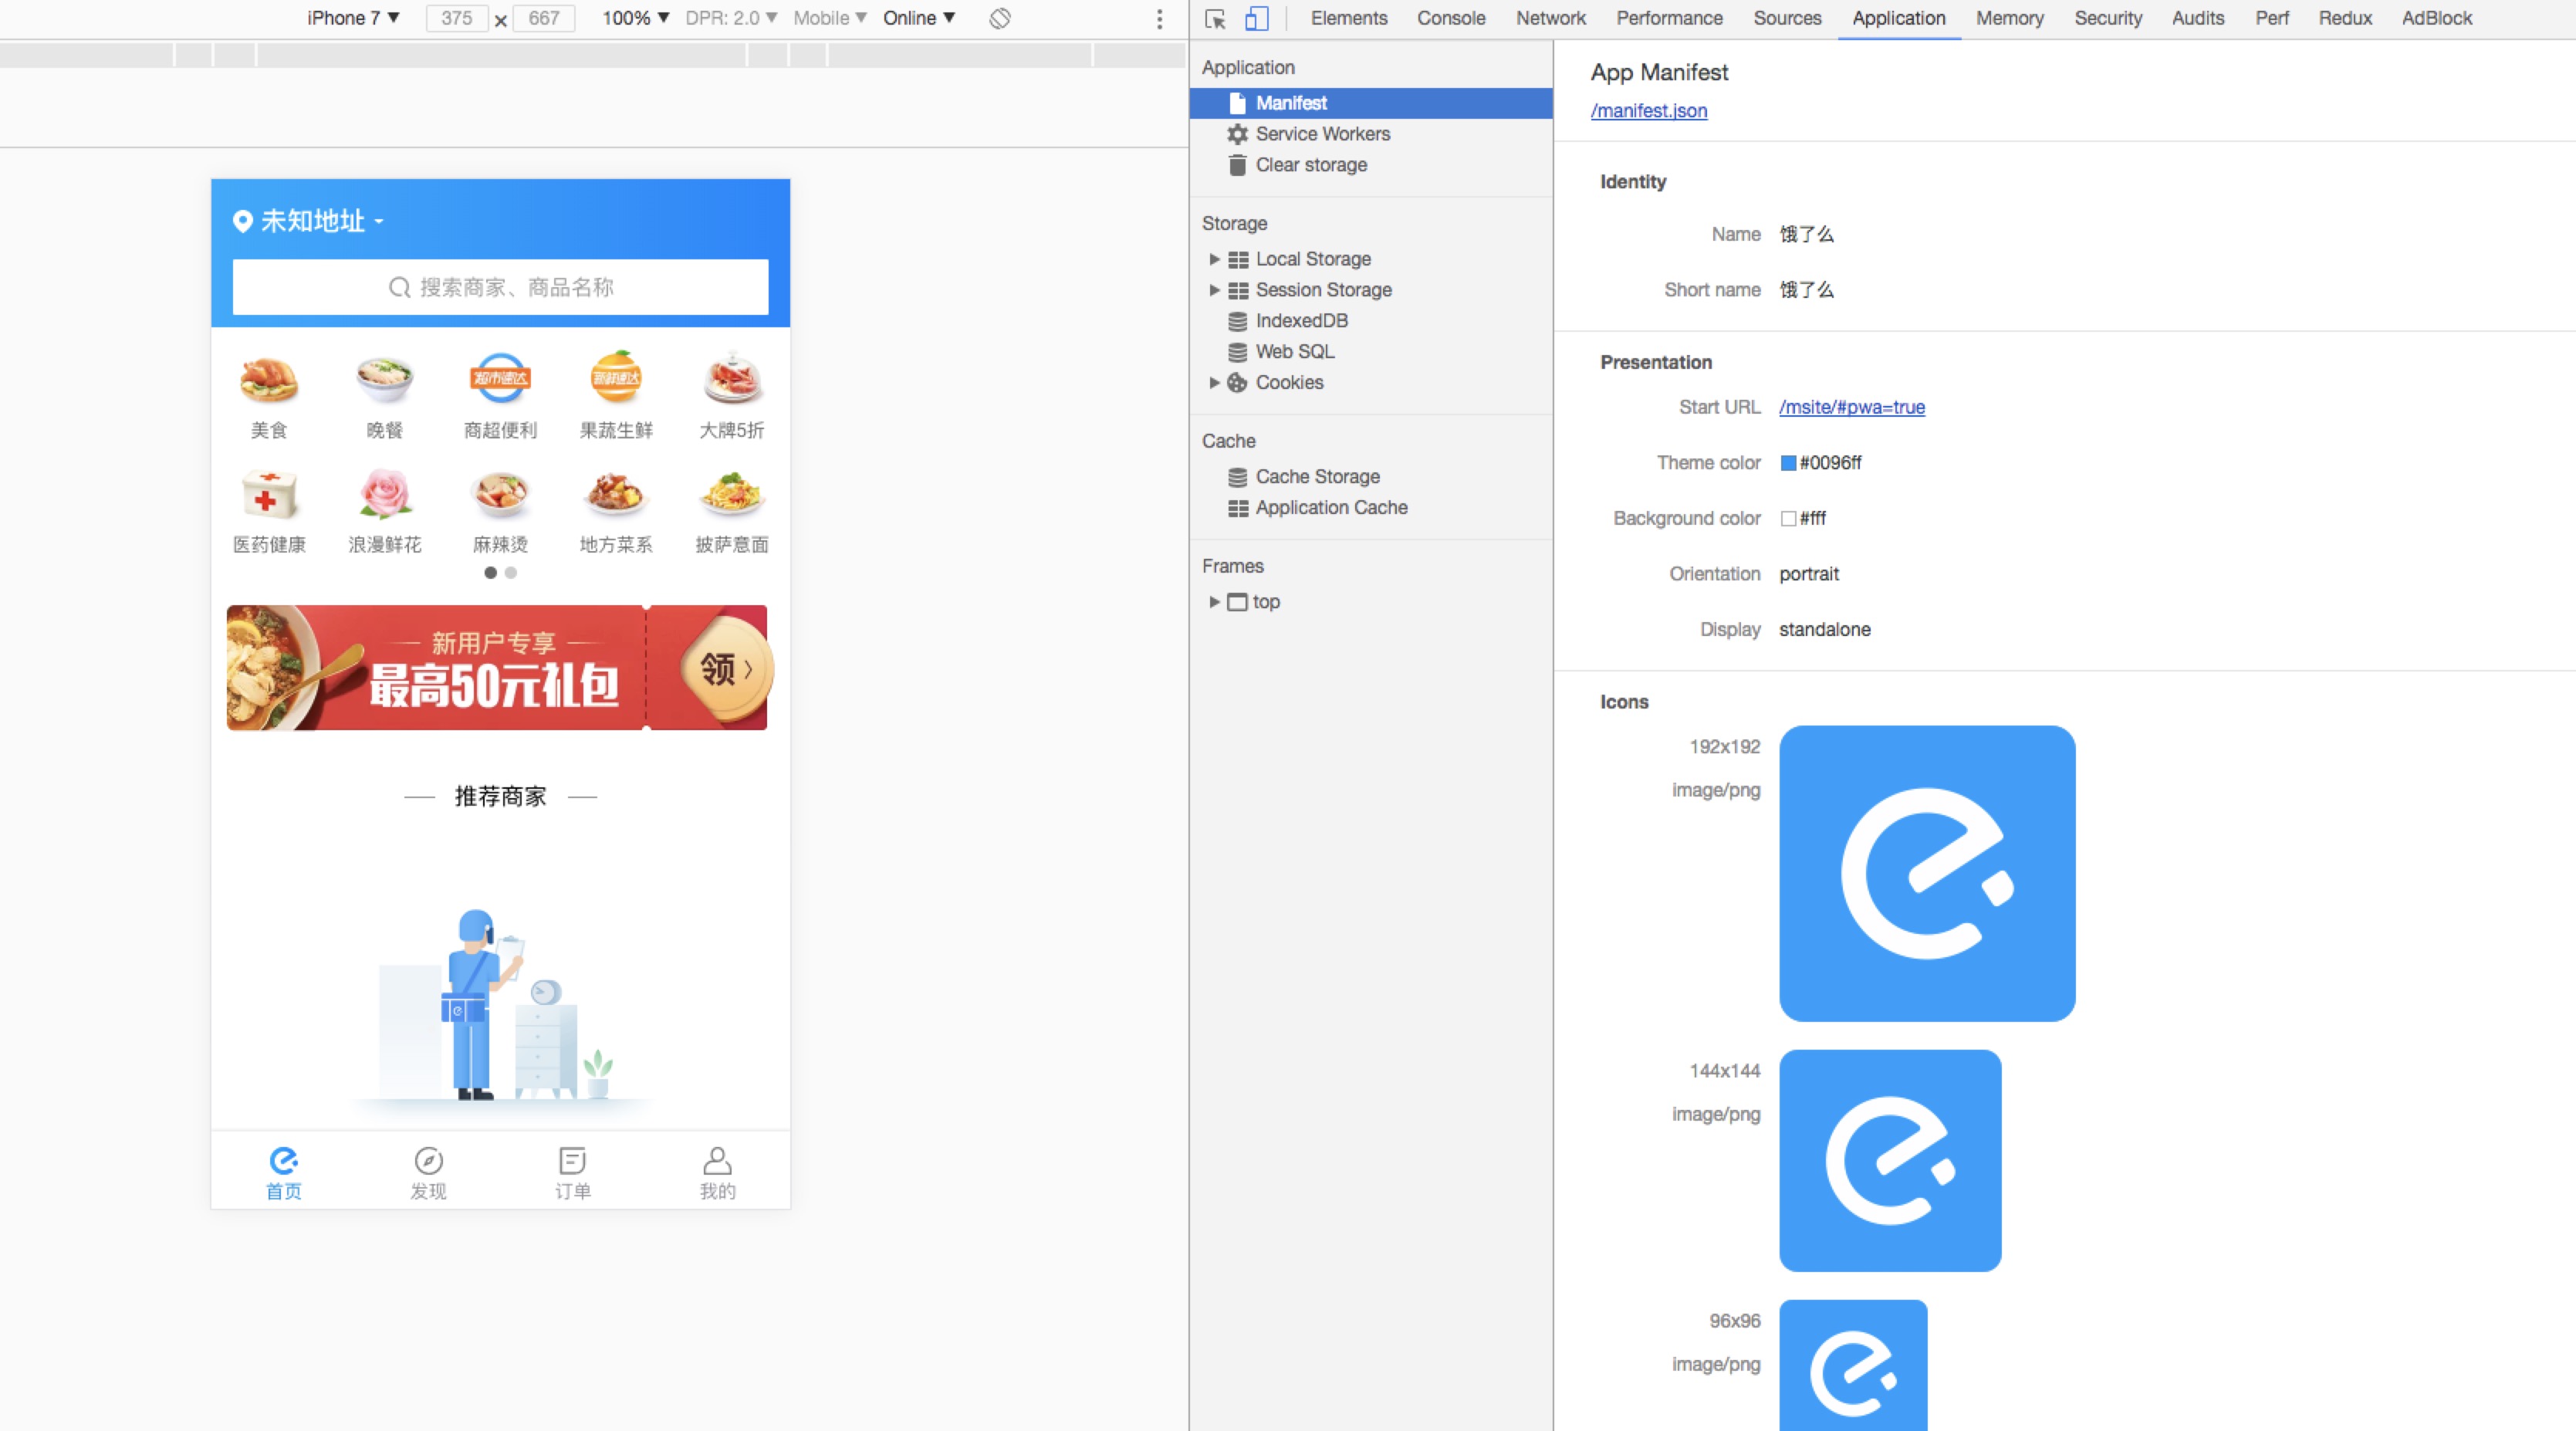 iPhone 7 ▼ 375 × 667 100% ▼ DPR: 2.0 ▼ Mobile ▼ Online ▼
Elements Console Network Performance Sources Application Memory Security Audits Perf Redux AdBlock
未知地址
搜索商家、商品名称
超市速达 新鲜速达
美食 晚餐 商超便利 果蔬生鲜 大牌5折
医药健康 浪漫鲜花 麻辣烫 地方菜系 披萨意面
新用户专享
最高50元礼包
领
推荐商家
首页 发现 订单 我的
Application
Manifest
Service Workers
Clear storage
Storage
Local Storage
Session Storage
IndexedDB
Web SQL
Cookies
Cache
Cache Storage
Application Cache
Frames
top
App Manifest
/manifest.json
Identity
Name 饿了么
Short name 饿了么
Presentation
Start URL /msite/#pwa=true
Theme color #0096ff
Background color #fff
Orientation portrait
Display standalone
Icons
192x192
image/png
144x144
image/png
96x96
image/png